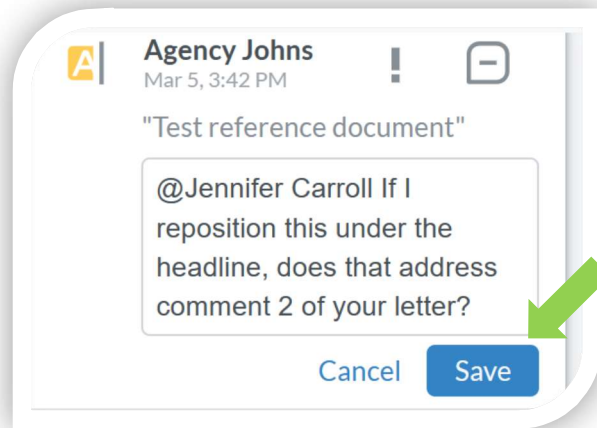 A
Agency Johns
Mar 5, 3:42 PM
!
"Test reference document"
@Jennifer Carroll If I
reposition this under the
headline, does that address
comment 2 of your letter?
Cancel Save